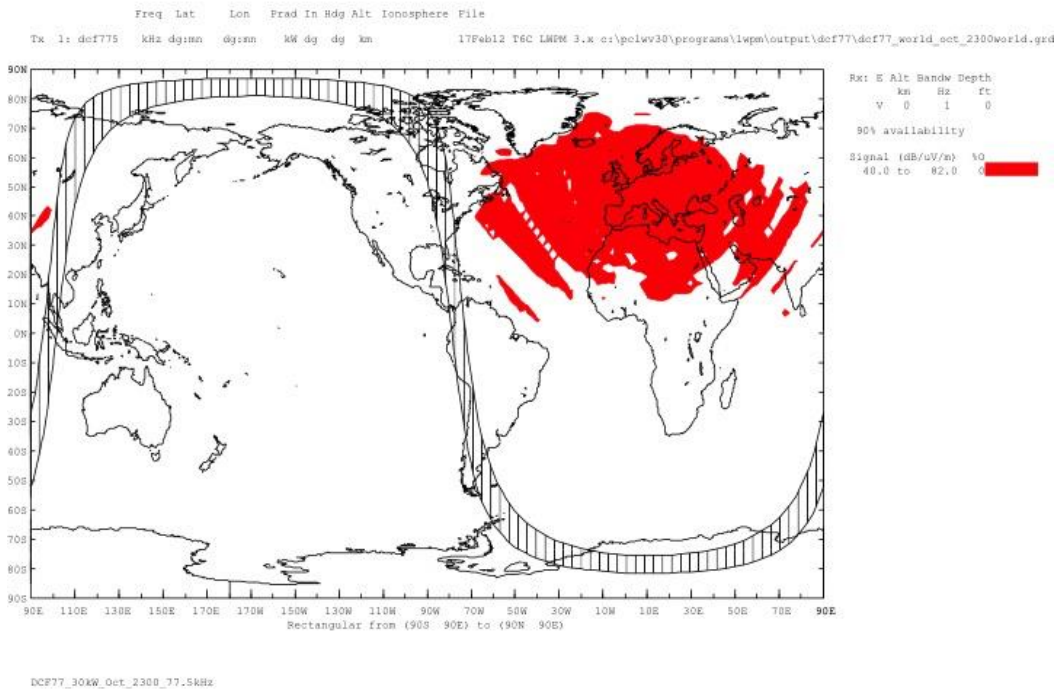 Freq Lat Lon Prad In Hdg Alt Ionosphere File
Tx 1: dcf775 kHz dg:mn dg:mn kW dg dg km 17Feb12 T6C LWPM 3.x c:\pclwv30\programs\lwpm\output\dcf77\dcf77_world_oct_2300world.grd
90N
80N
70N
60N
50N
40N
30N
20N
10N
0N
10S
20S
30S
40S
50S
60S
70S
80S
90S
90E 110E 130E 150E 170E 170W 150W 130W 110W 90W 70W 50W 30W 10W 10E 30E 50E 70E 90E
Rectangular from (90S 90E) to (90N 90E)
Rx: E Alt Bandw Depth
km Hz ft
V 0 1 0
90% availability
Signal (dB/uV/m) %O
40.0 to 82.0 0
DCF77_30kW_Oct_2300_77.5kHz